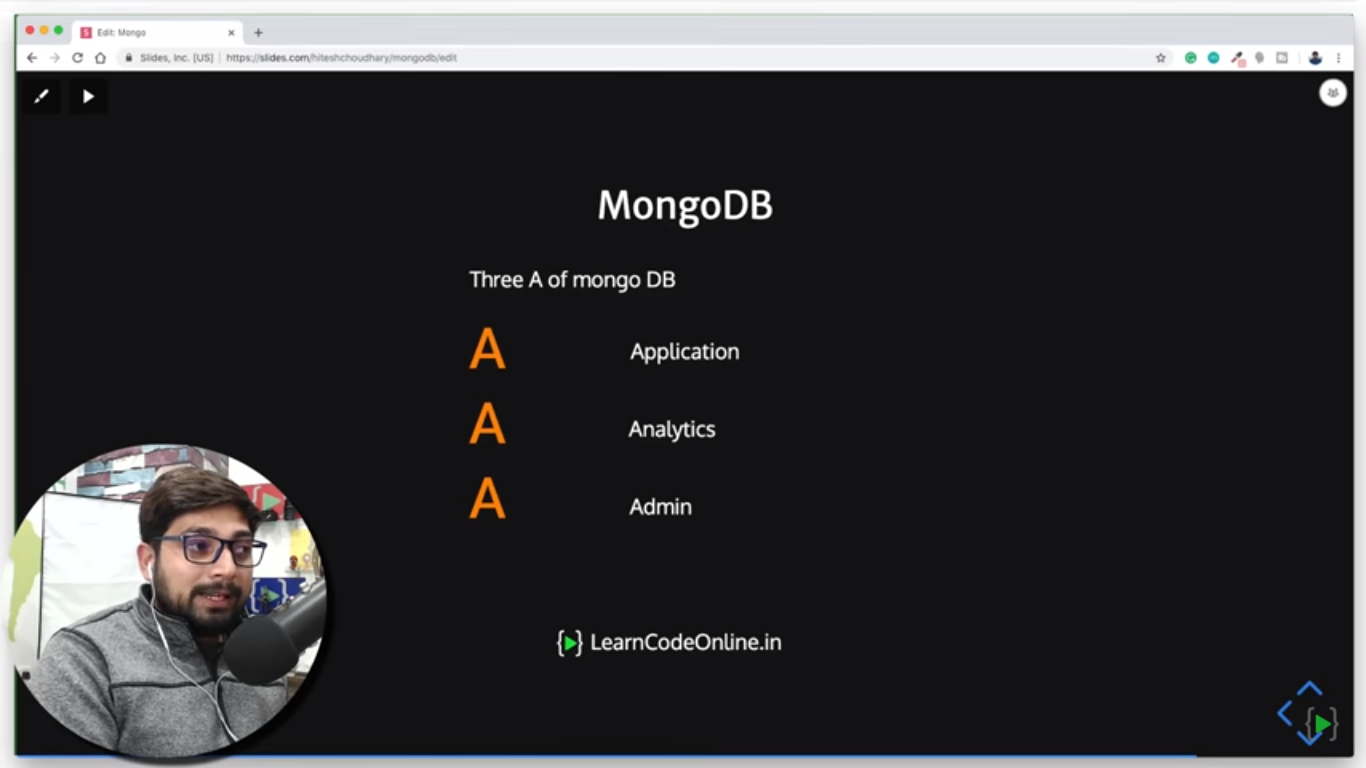 Edit: Mongo
Slides, Inc. [US] | https://slides.com/hiteshchoudhary/mongodb/edit
MongoDB
Three A of mongo DB
A Application
A Analytics
A Admin
LearnCodeOnline.in